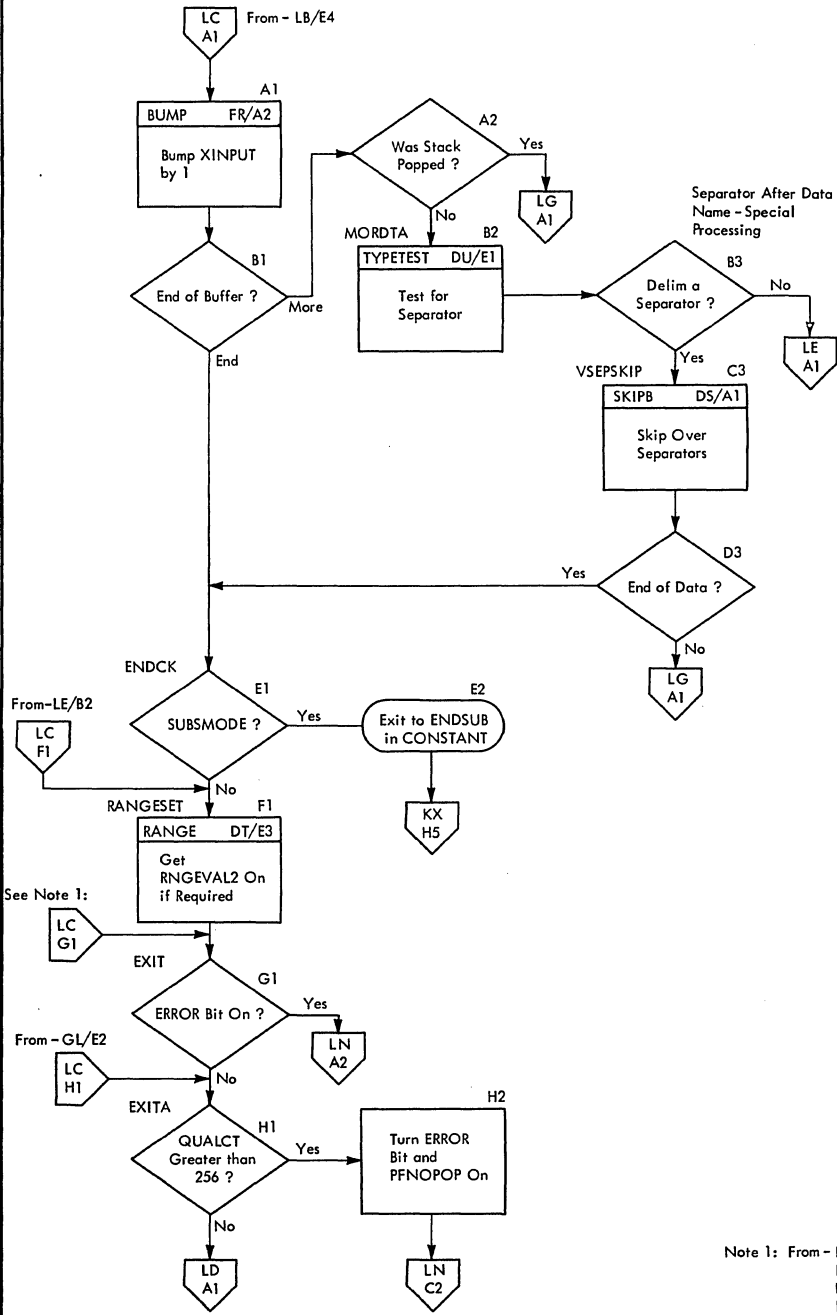 LC
A1
From - LB/E4
A1
BUMP FR/A2
Bump XINPUT
by 1
A2
Was Stack
Popped ?
Yes
LG
A1
No
MORDTA
B2
TYPETEST DU/E1
Test for
Separator
B1
End of Buffer ?
More
End
Separator After Data
Name - Special
Processing
B3
Delim a
Separator ?
No
LE
A1
Yes
VSEPSKIP
C3
SKIPB DS/A1
Skip Over
Separators
D3
End of Data ?
Yes
No
LG
A1
ENDCK
E1
SUBSMODE ?
Yes
E2
Exit to ENDSUB
in CONSTANT
KX
H5
From-LE/B2
LC
F1
No
RANGESET
F1
RANGE DT/E3
Get
RNGEVAL2 On
if Required
See Note 1:
LC
G1
EXIT
G1
ERROR Bit On ?
Yes
LN
A2
From - GL/E2
LC
H1
No
EXITA
H1
QUALCT
Greater than
256 ?
Yes
H2
Turn ERROR
Bit and
PFNOPOP On
No
LD
A1
LN
C2
Note 1: From -